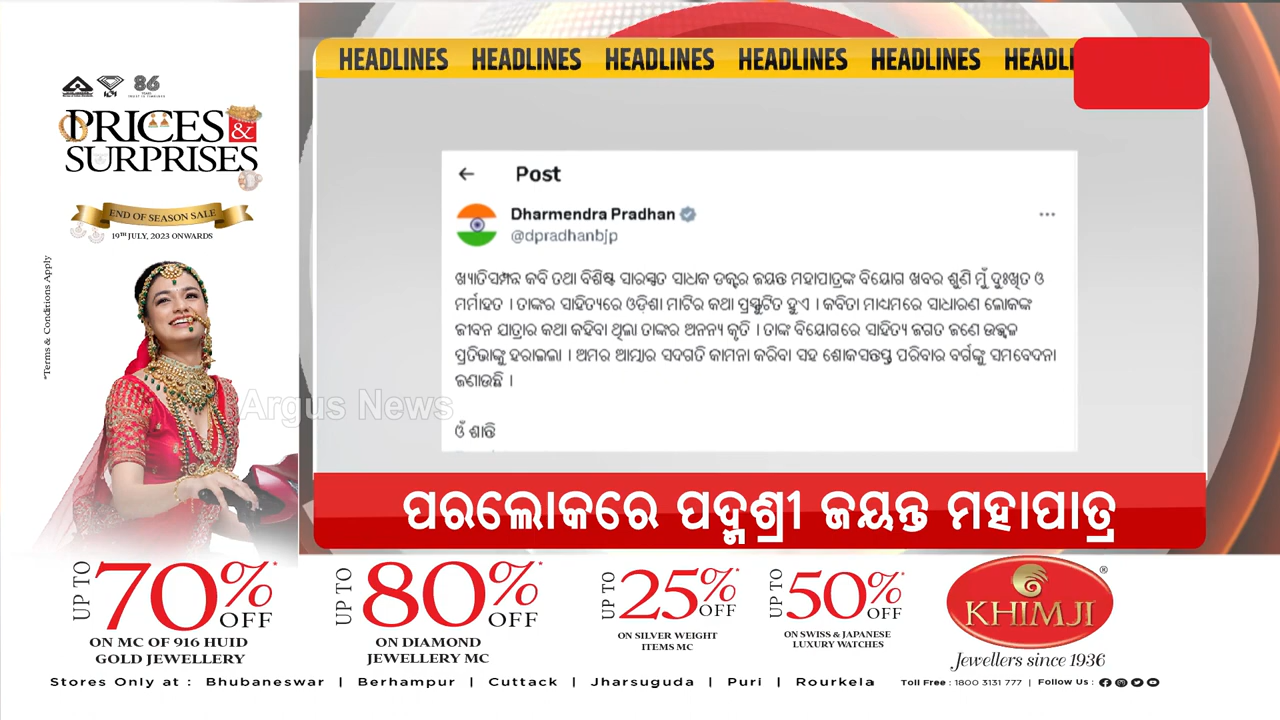 HEADLINES HEADLINES HEADLINES HEADLINES HEADLINES HEADLI
86
PRICES &
SURPRISES
END OF SEASON SALE
19TH JULY, 2023 ONWARDS
*Terms & Conditions Apply
Post
Dharmendra Pradhan
@dpradhanbjp
ଖ୍ୟାତିସମ୍ପନ୍ନ କବି ତଥା ବିଶିଷ୍ଟ ସାରସ୍ବତ ସାଧକ ଡକ୍ଟର ଜୟନ୍ତ ମହାପାତ୍ରଙ୍କ ବିୟୋଗ ଖବର ଶୁଣି ମୁଁ ଦୁଃଖିତ ଓ
ମର୍ମାହତ । ତାଙ୍କର ସାହିତ୍ୟରେ ଓଡ଼ିଶା ମାଟିର କଥା ପ୍ରସ୍ଫୁଟିତ ହୁଏ । କବିତା ମାଧ୍ୟମରେ ସାଧାରଣ ଲୋକଙ୍କ
ଜୀବନ ଯାତ୍ରାର କଥା କହିବା ଥିଲା ତାଙ୍କର ଅନନ୍ୟ କୃତି । ତାଙ୍କ ବିୟୋଗରେ ସାହିତ୍ୟ ଜଗତ ଜଣେ ଉଜ୍ଜ୍ୱଳ
ପ୍ରତିଭାଙ୍କୁ ହରାଇଲା । ଅମର ଆତ୍ମାର ସଦଗତି କାମନା କରିବା ସହ ଶୋକସନ୍ତପ୍ତ ପରିବାର ବର୍ଗଙ୍କୁ ସମବେଦନା
ଜଣାଉଛି ।
ଓଁ ଶାନ୍ତି
Argus News
ପରଲୋକରେ ପଦ୍ମଶ୍ରୀ ଜୟନ୍ତ ମହାପାତ୍ର
UP TO 70%* OFF
ON MC OF 916 HUID
GOLD JEWELLERY
UP TO 80%* OFF
ON DIAMOND
JEWELLERY MC
UP TO 25%* OFF
ON SILVER WEIGHT
ITEMS MC
UP TO 50%* OFF
ON SWISS & JAPANESE
LUXURY WATCHES
KHIMJI ®
Jewellers since 1936
Stores Only at : Bhubaneswar | Berhampur | Cuttack | Jharsuguda | Puri | Rourkela
Toll Free : 1800 3131 777 | Follow Us :